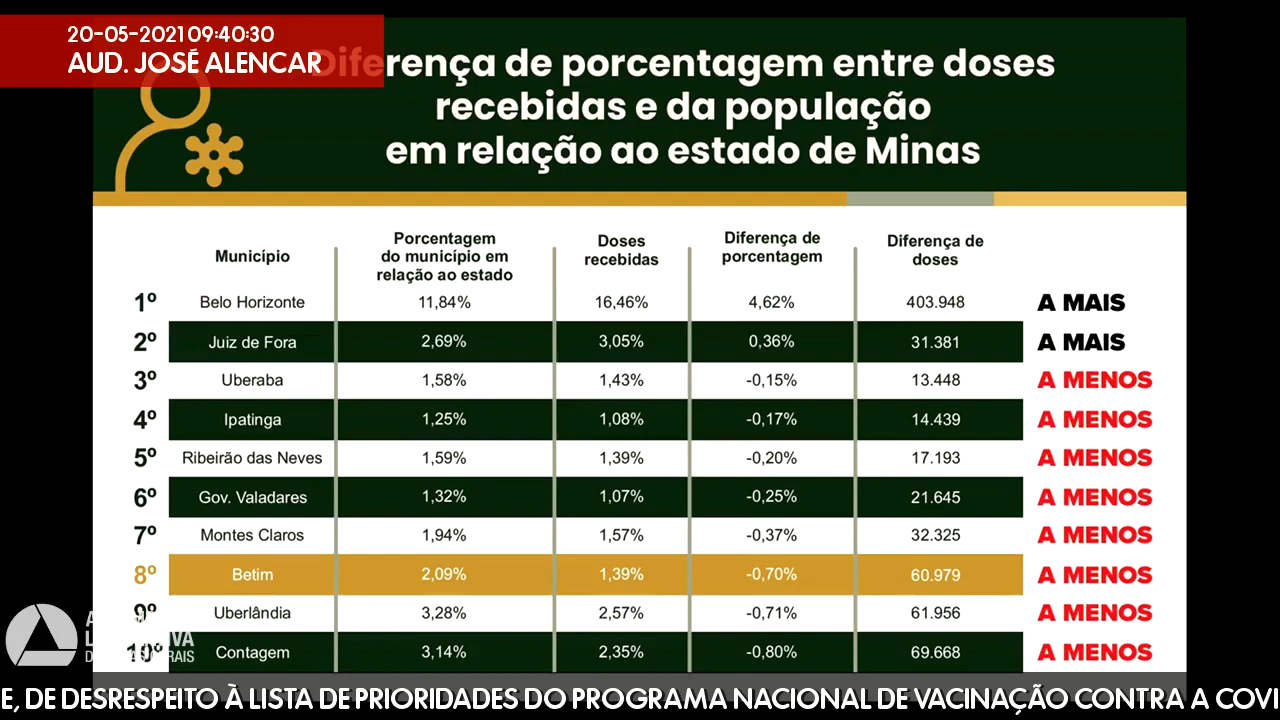 20-05-2021 09:40:30
AUD. JOSÉ ALENCAR
Diferença de porcentagem entre doses
recebidas e da população
em relação ao estado de Minas
Município
Porcentagem
do município em
relação ao estado
Doses
recebidas
Diferença de
porcentagem
Diferença de
doses
1º Belo Horizonte 11,84% 16,46% 4,62% 403.948 A MAIS
2º Juiz de Fora 2,69% 3,05% 0,36% 31.381 A MAIS
3º Uberaba 1,58% 1,43% -0,15% 13.448 A MENOS
4º Ipatinga 1,25% 1,08% -0,17% 14.439 A MENOS
5º Ribeirão das Neves 1,59% 1,39% -0,20% 17.193 A MENOS
6º Gov. Valadares 1,32% 1,07% -0,25% 21.645 A MENOS
7º Montes Claros 1,94% 1,57% -0,37% 32.325 A MENOS
8º Betim 2,09% 1,39% -0,70% 60.979 A MENOS
9º Uberlândia 3,28% 2,57% -0,71% 61.956 A MENOS
10º Contagem 3,14% 2,35% -0,80% 69.668 A MENOS
E, DE DESRESPEITO À LISTA DE PRIORIDADES DO PROGRAMA NACIONAL DE VACINAÇÃO CONTRA A COVI